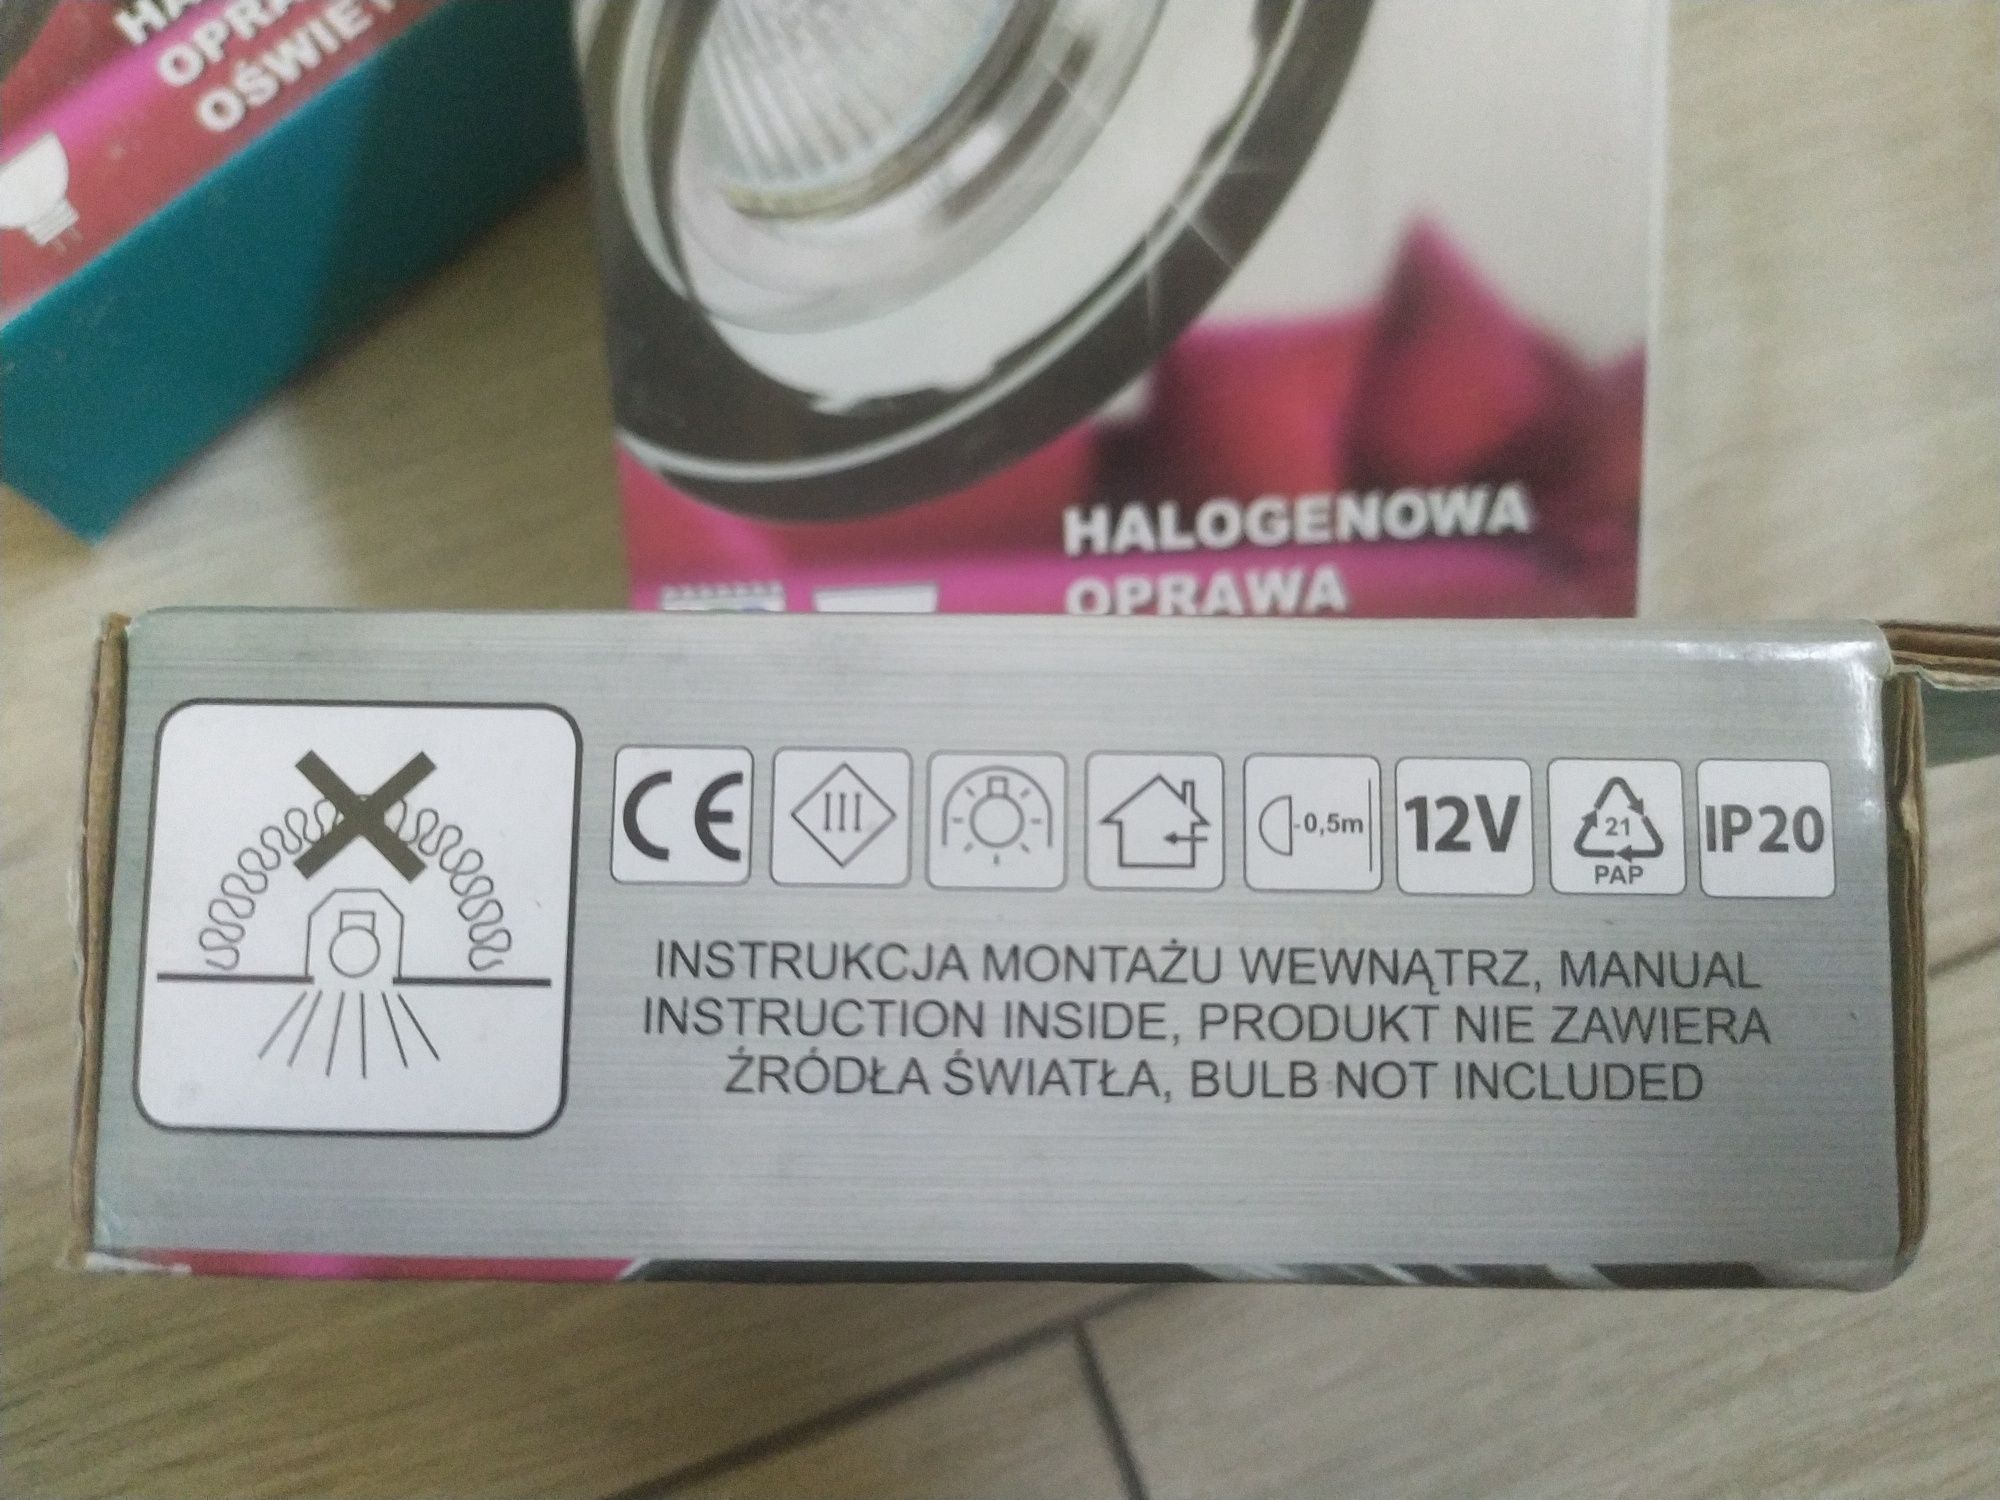 HALOGENOWA
OPRAWA
CE III -0,5m 12V 21 PAP IP20
INSTRUKCJA MONTAŻU WEWNĄTRZ, MANUAL
INSTRUCTION INSIDE, PRODUKT NIE ZAWIERA
ŹRÓDŁA ŚWIATŁA, BULB NOT INCLUDED